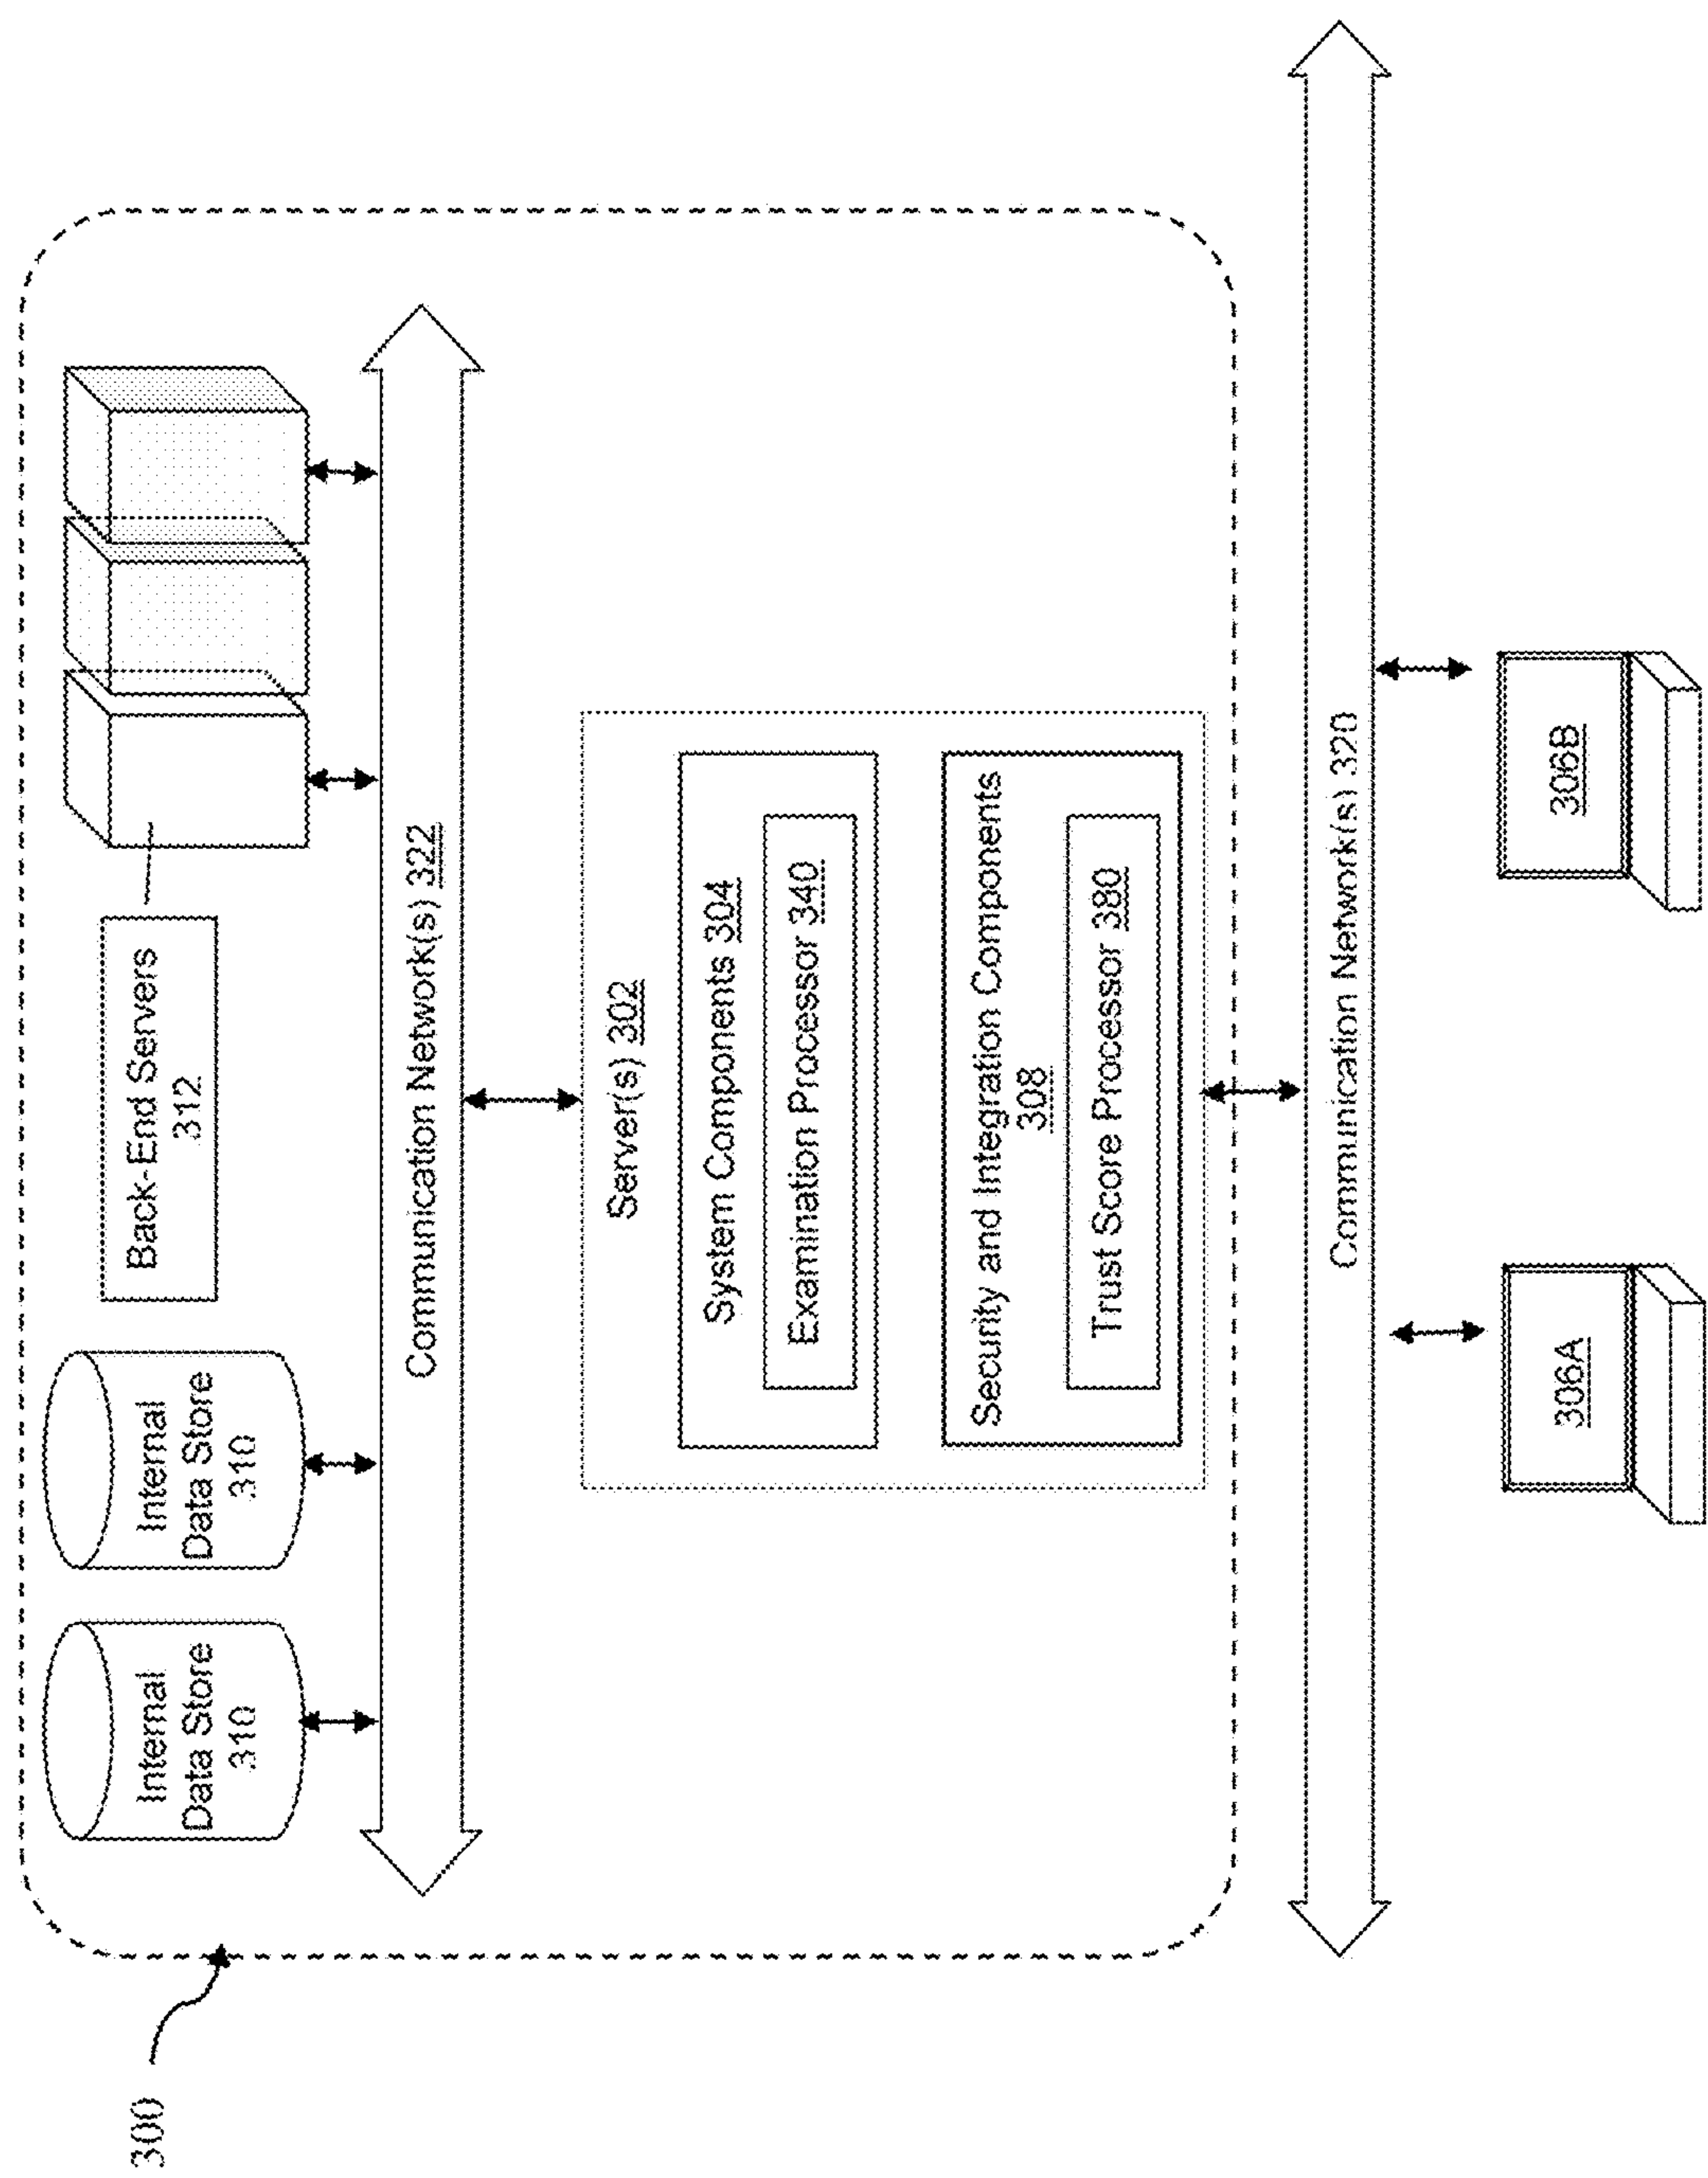 300
Internal
Data Store
310
Internal
Data Store
310
Back-End Servers
312
Communication Network(s) 322
Server(s) 302
System Components 304
Examination Processor 340
Security and Integration Components
308
Trust Score Processor 380
Communication Network(s) 320
306A
306B